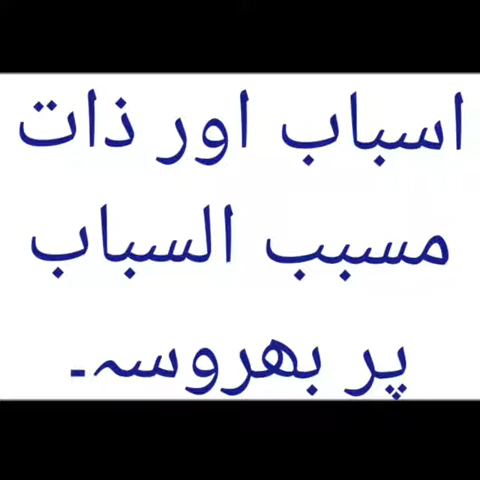 اسباب اور ذات
مسبب السباب
پر بھروسہ۔